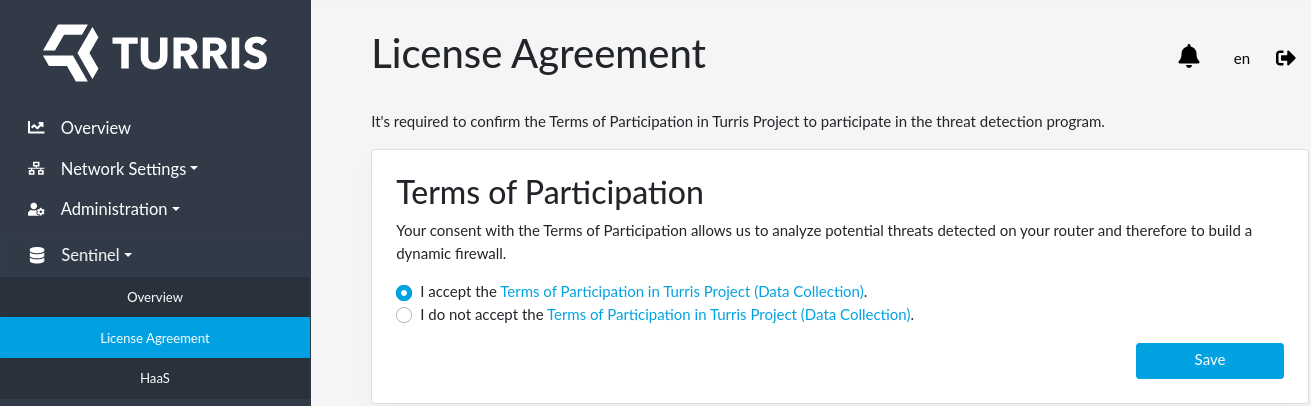 TURRIS
Overview
Network Settings
Administration
Sentinel
Overview
License Agreement
HaaS
License Agreement
en
It's required to confirm the Terms of Participation in Turris Project to participate in the threat detection program.
Terms of Participation
Your consent with the Terms of Participation allows us to analyze potential threats detected on your router and therefore to build a
dynamic firewall.
I accept the Terms of Participation in Turris Project (Data Collection).
I do not accept the Terms of Participation in Turris Project (Data Collection).
Save